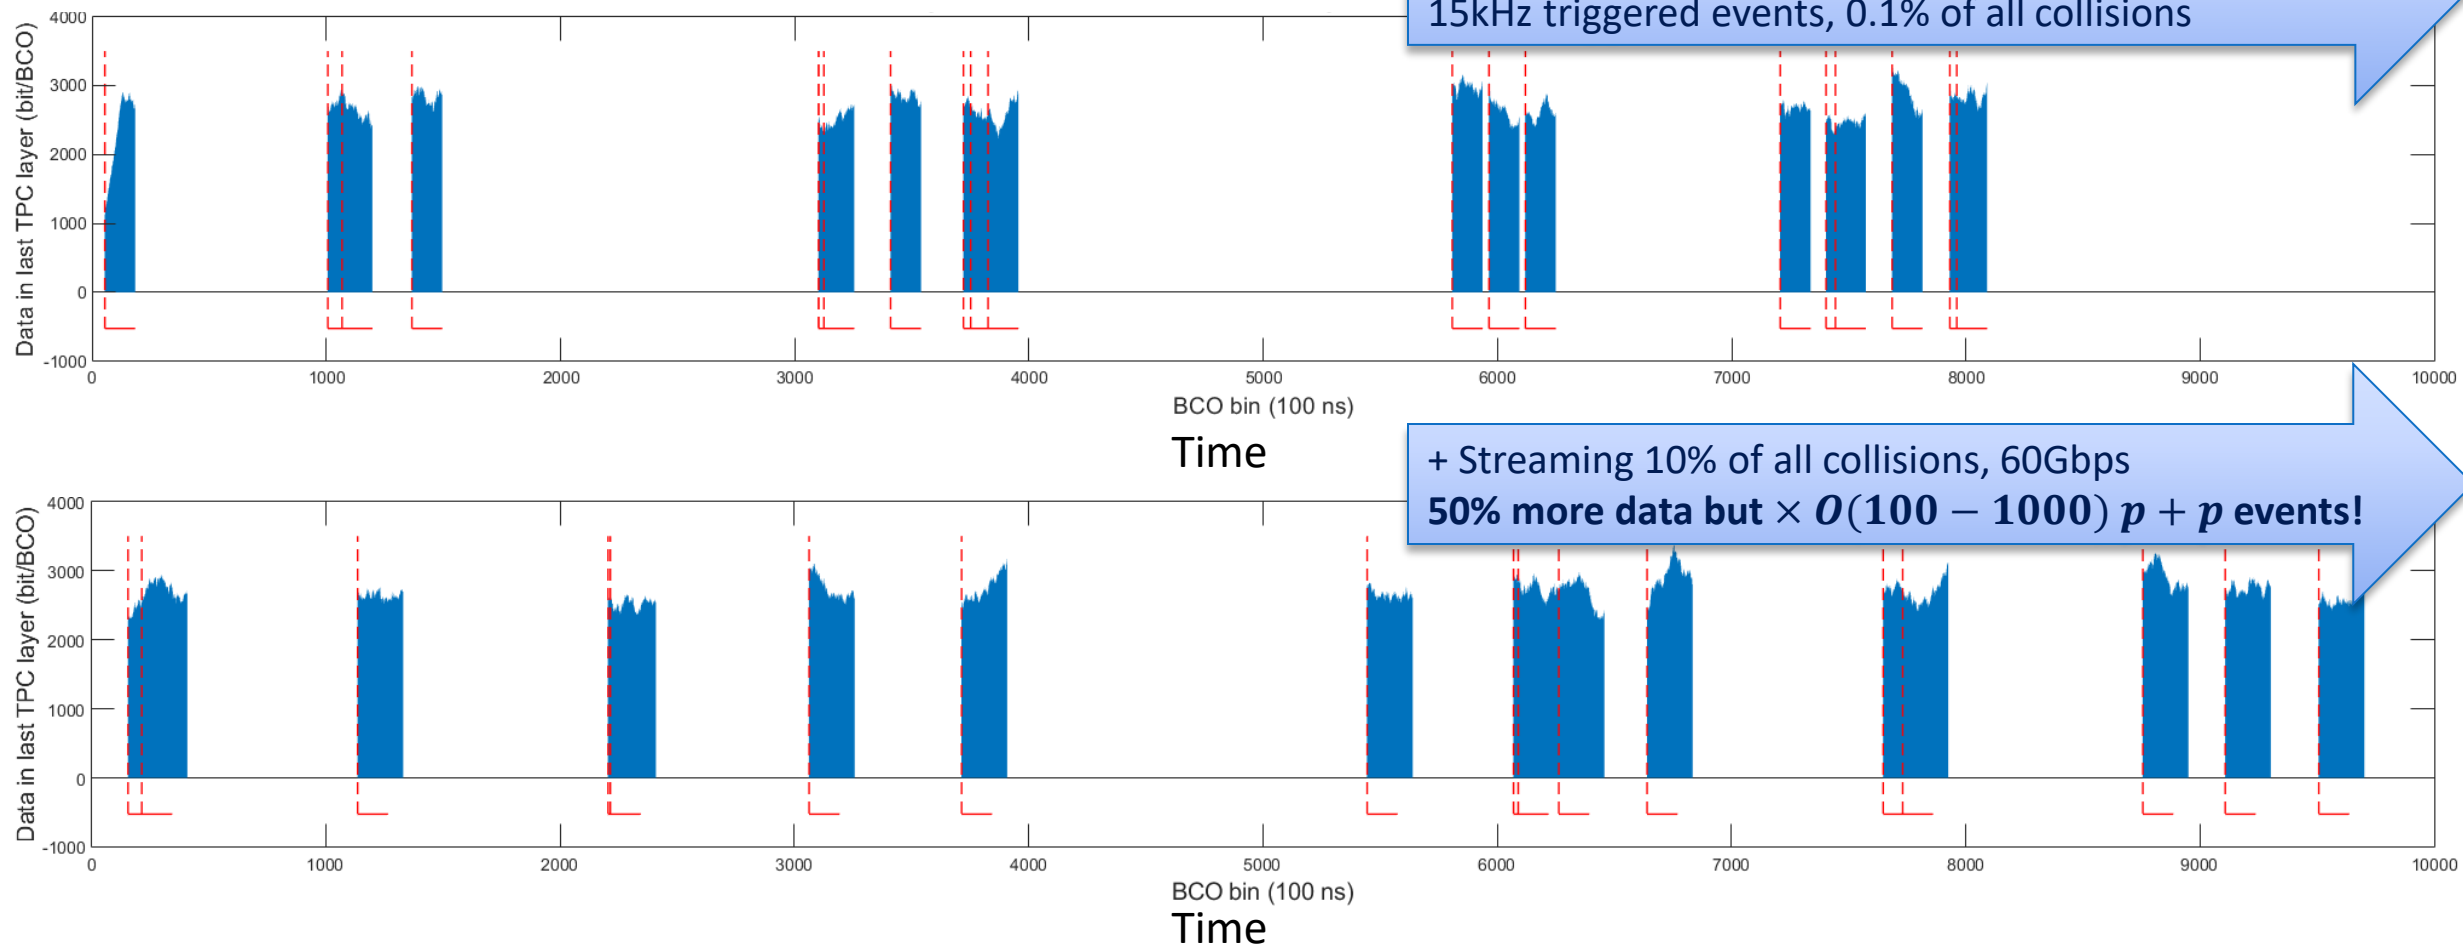 15kHz triggered events, 0.1% of all collisions
Data in last TPC layer (bit/BCO)
4000
3000
2000
1000
0
-1000
0 1000 2000 3000 4000 5000 6000 7000 8000 9000 10000
BCO bin (100 ns)
Time
+ Streaming 10% of all collisions, 60Gbps
50% more data but × O(100 − 1000) p + p events!
Data in last TPC layer (bit/BCO)
4000
3000
2000
1000
0
-1000
0 1000 2000 3000 4000 5000 6000 7000 8000 9000 10000
BCO bin (100 ns)
Time